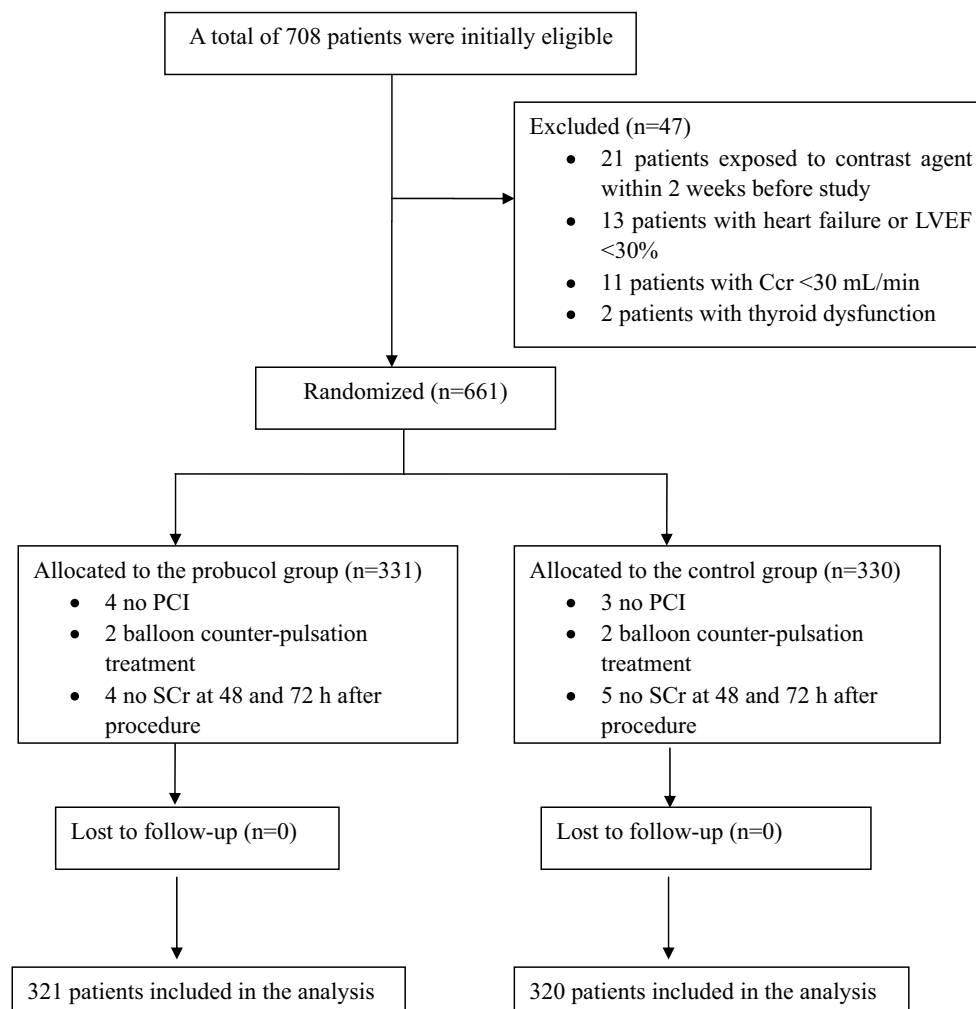 A total of 708 patients were initially eligible
Excluded (n=47)
• 21 patients exposed to contrast agent
within 2 weeks before study
• 13 patients with heart failure or LVEF
<30%
• 11 patients with Ccr <30 mL/min
• 2 patients with thyroid dysfunction
Randomized (n=661)
Allocated to the probucol group (n=331)
• 4 no PCI
• 2 balloon counter-pulsation
treatment
• 4 no SCr at 48 and 72 h after
procedure
Allocated to the control group (n=330)
• 3 no PCI
• 2 balloon counter-pulsation
treatment
• 5 no SCr at 48 and 72 h after
procedure
Lost to follow-up (n=0)
Lost to follow-up (n=0)
321 patients included in the analysis
320 patients included in the analysis